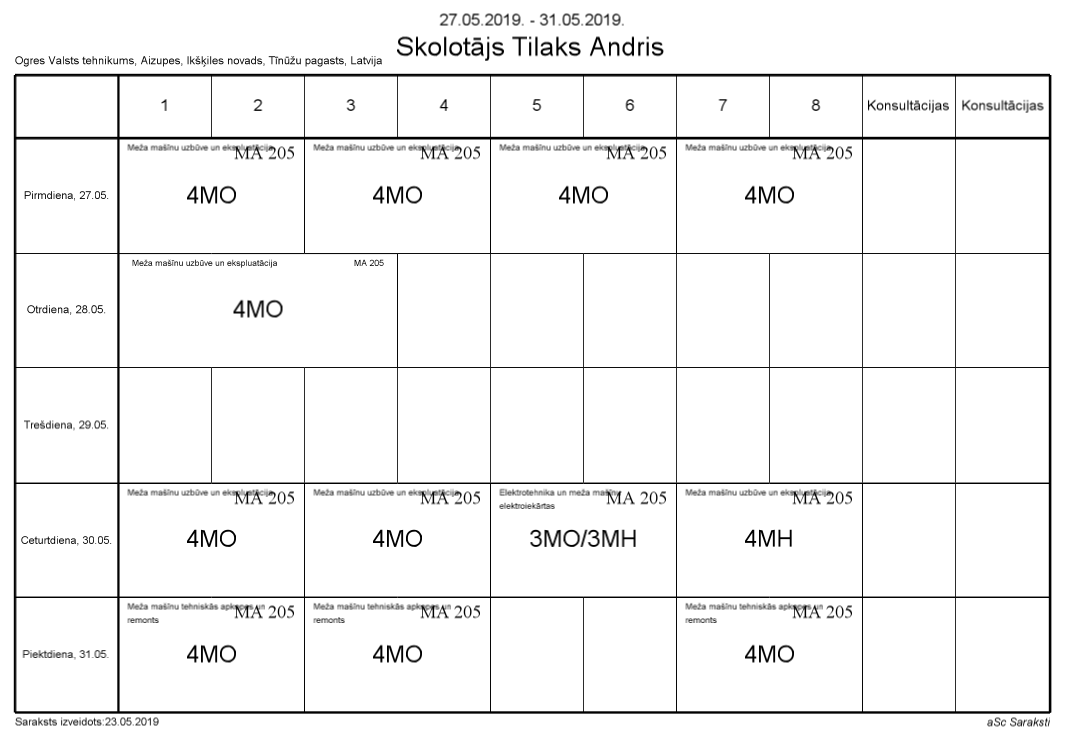 27.05.2019. - 31.05.2019.
Skolotājs Tilaks Andris
Ogres Valsts tehnikums, Aizupes, Ikšķiles novads, Tīnūžu pagasts, Latvija
1 2 3 4 5 6 7 8 Konsultācijas Konsultācijas
Meža mašīnu uzbūve un ekspluatācija MA 205 Meža mašīnu uzbūve un ekspluatācija MA 205 Meža mašīnu uzbūve un ekspluatācija MA 205 Meža mašīnu uzbūve un ekspluatācija MA 205
Pirmdiena, 27.05. 4MO 4MO 4MO 4MO
Meža mašīnu uzbūve un ekspluatācija MA 205
Otrdiena, 28.05. 4MO
Trešdiena, 29.05.
Meža mašīnu uzbūve un ekspluatācija MA 205 Meža mašīnu uzbūve un ekspluatācija MA 205 Elektrotehnika un meža mašīnu MA 205 Meža mašīnu uzbūve un ekspluatācija MA 205
elektroiekārtas
Ceturtdiena, 30.05. 4MO 4MO 3MO/3MH 4MH
Meža mašīnu tehniskās apkopes un MA 205 Meža mašīnu tehniskās apkopes un MA 205 Meža mašīnu tehniskās apkopes un MA 205
remonts remonts remonts
Piektdiena, 31.05. 4MO 4MO 4MO
Saraksts izveidots:23.05.2019 aSc Saraksti